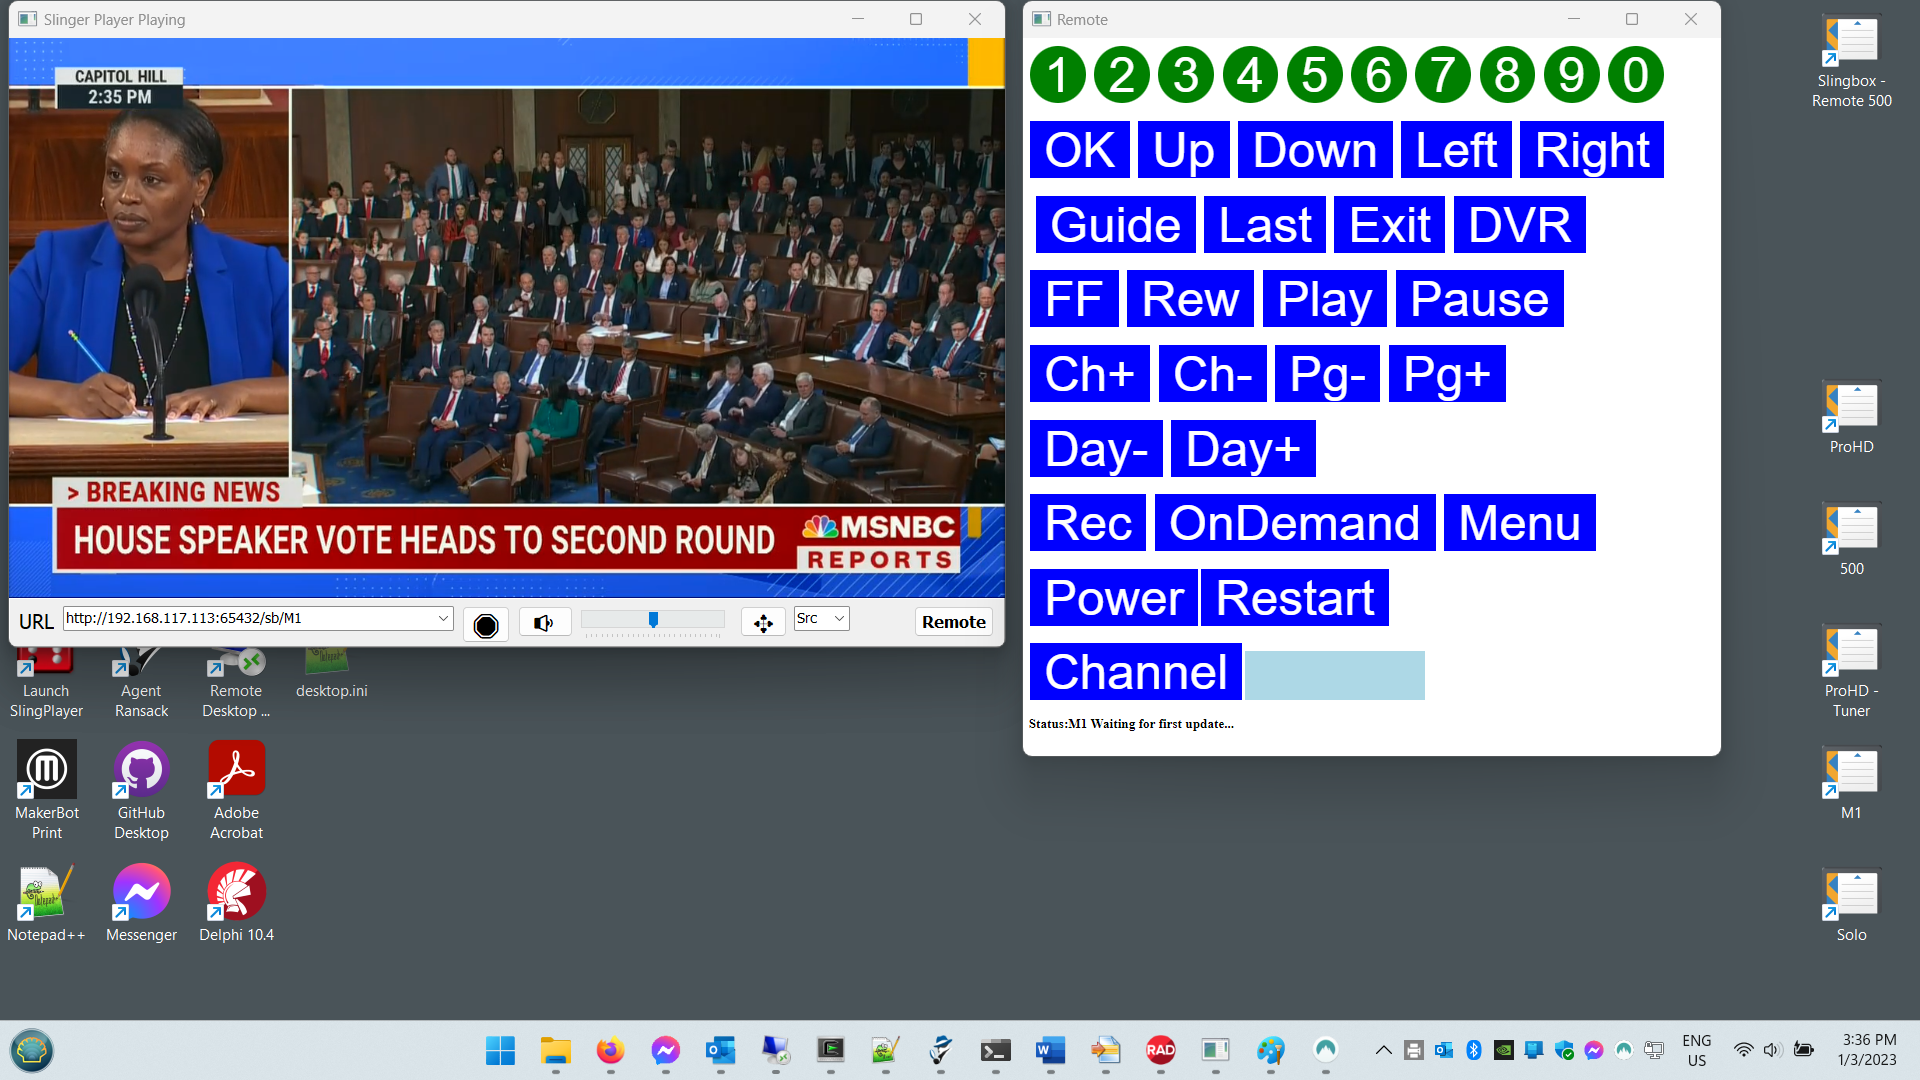 Slinger Player Playing
CAPITOL HILL
2:35 PM
> BREAKING NEWS
HOUSE SPEAKER VOTE HEADS TO SECOND ROUND
MSNBC
REPORTS
URL
http://192.168.117.113:65432/sb/M1
Src
Remote
Remote
1 2 3 4 5 6 7 8 9 0
OK Up Down Left Right
Guide Last Exit DVR
FF Rew Play Pause
Ch+ Ch- Pg- Pg+
Day- Day+
Rec OnDemand Menu
Power Restart
Channel
Status:M1 Waiting for first update...
Launch
SlingPlayer
Agent
Ransack
Remote
Desktop ...
desktop.ini
MakerBot
Print
GitHub
Desktop
Adobe
Acrobat
Notepad++
Messenger
Delphi 10.4
Slingbox -
Remote 500
ProHD
500
ProHD -
Tuner
M1
Solo
RAD
ENG
US
3:36 PM
1/3/2023